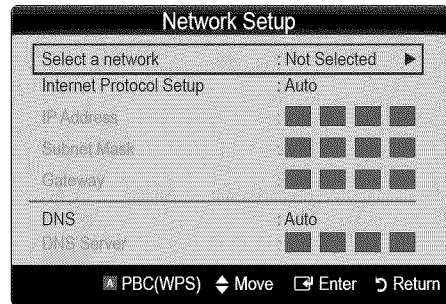 Network Setup
Select a network : Not Selected ▶
Internet Protocol Setup : Auto
IP Address :
Subnet Mask :
Gateway :
DNS : Auto
DNS Server :
A PBC(WPS) Move Enter Return